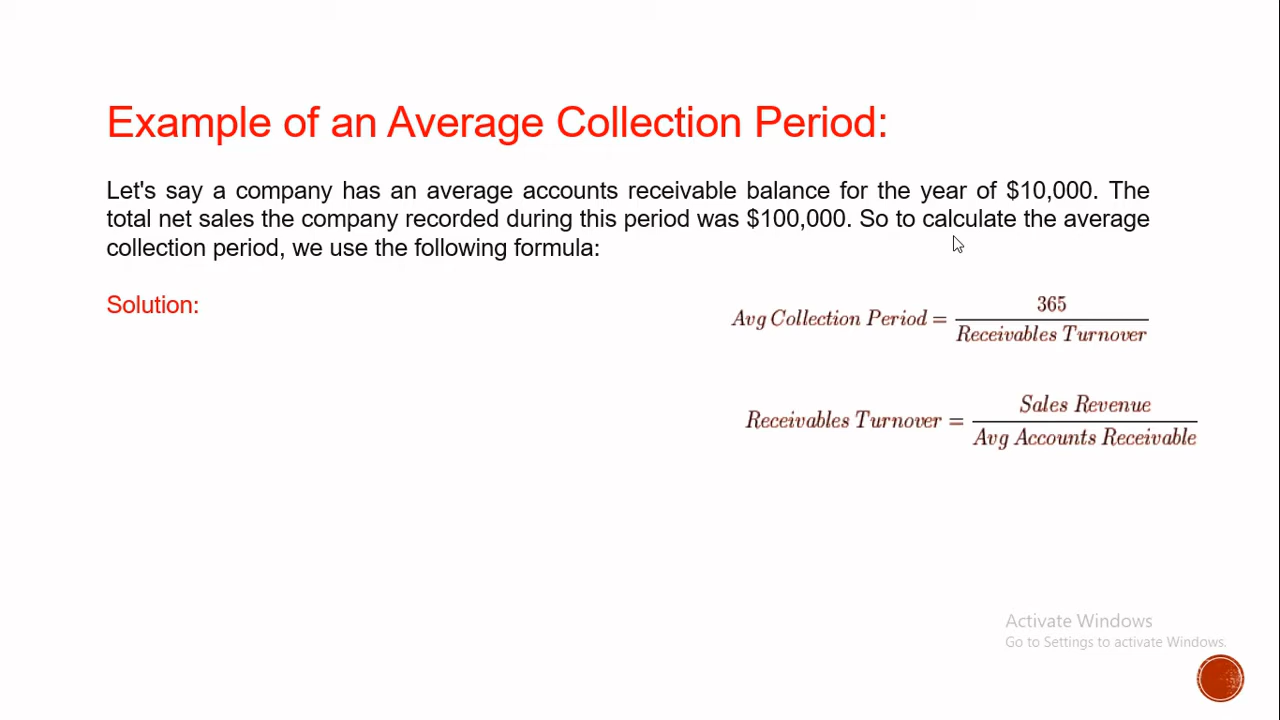 Example of an Average Collection Period:
Let's say a company has an average accounts receivable balance for the year of $10,000. The
total net sales the company recorded during this period was $100,000. So to calculate the average
collection period, we use the following formula:
Solution:
Avg Collection Period = 365 / Receivables Turnover
Receivables Turnover = Sales Revenue / Avg Accounts Receivable
Activate Windows
Go to Settings to activate Windows.